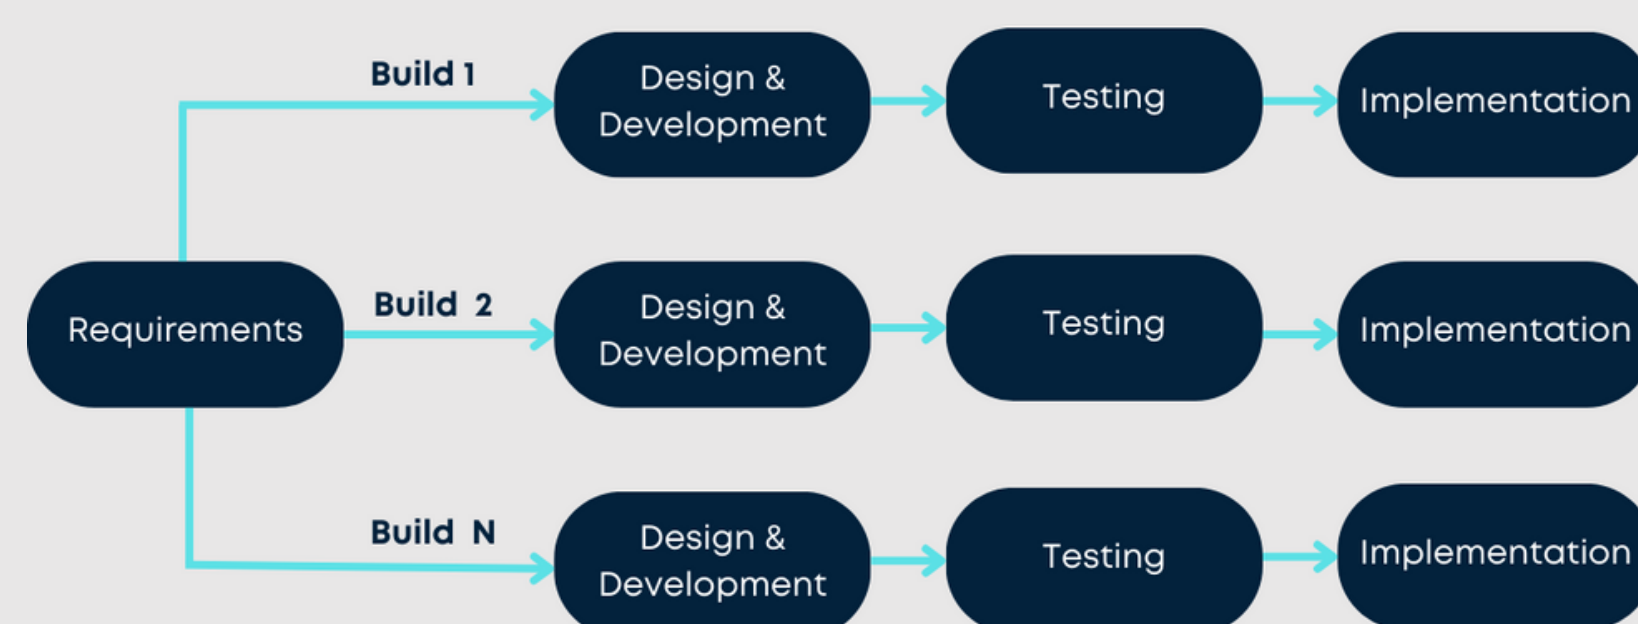 Build 1
Design &
Development
Testing
Implementation
Requirements
Build 2
Design &
Development
Testing
Implementation
Build N
Design &
Development
Testing
Implementation